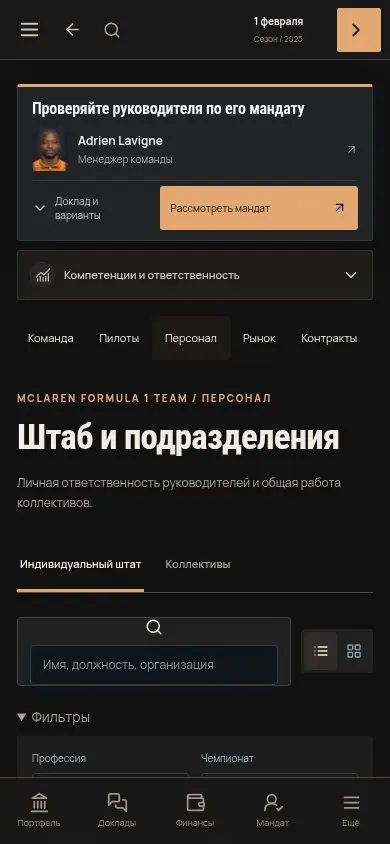 1 февраля
Сезон / 2025
Проверяйте руководителя по его мандату
Adrien Lavigne
Менеджер команды
Доклад и
варианты
Рассмотреть мандат
Компетенции и ответственность
Команда Пилоты Персонал Рынок Контракты
MCLAREN FORMULA 1 TEAM / ПЕРСОНАЛ
Штаб и подразделения
Личная ответственность руководителей и общая работа
коллективов.
Индивидуальный штат Коллективы
Имя, должность, организация
Фильтры
Профессия Чемпионат
Портфель Доклады Финансы Мандат Ещё